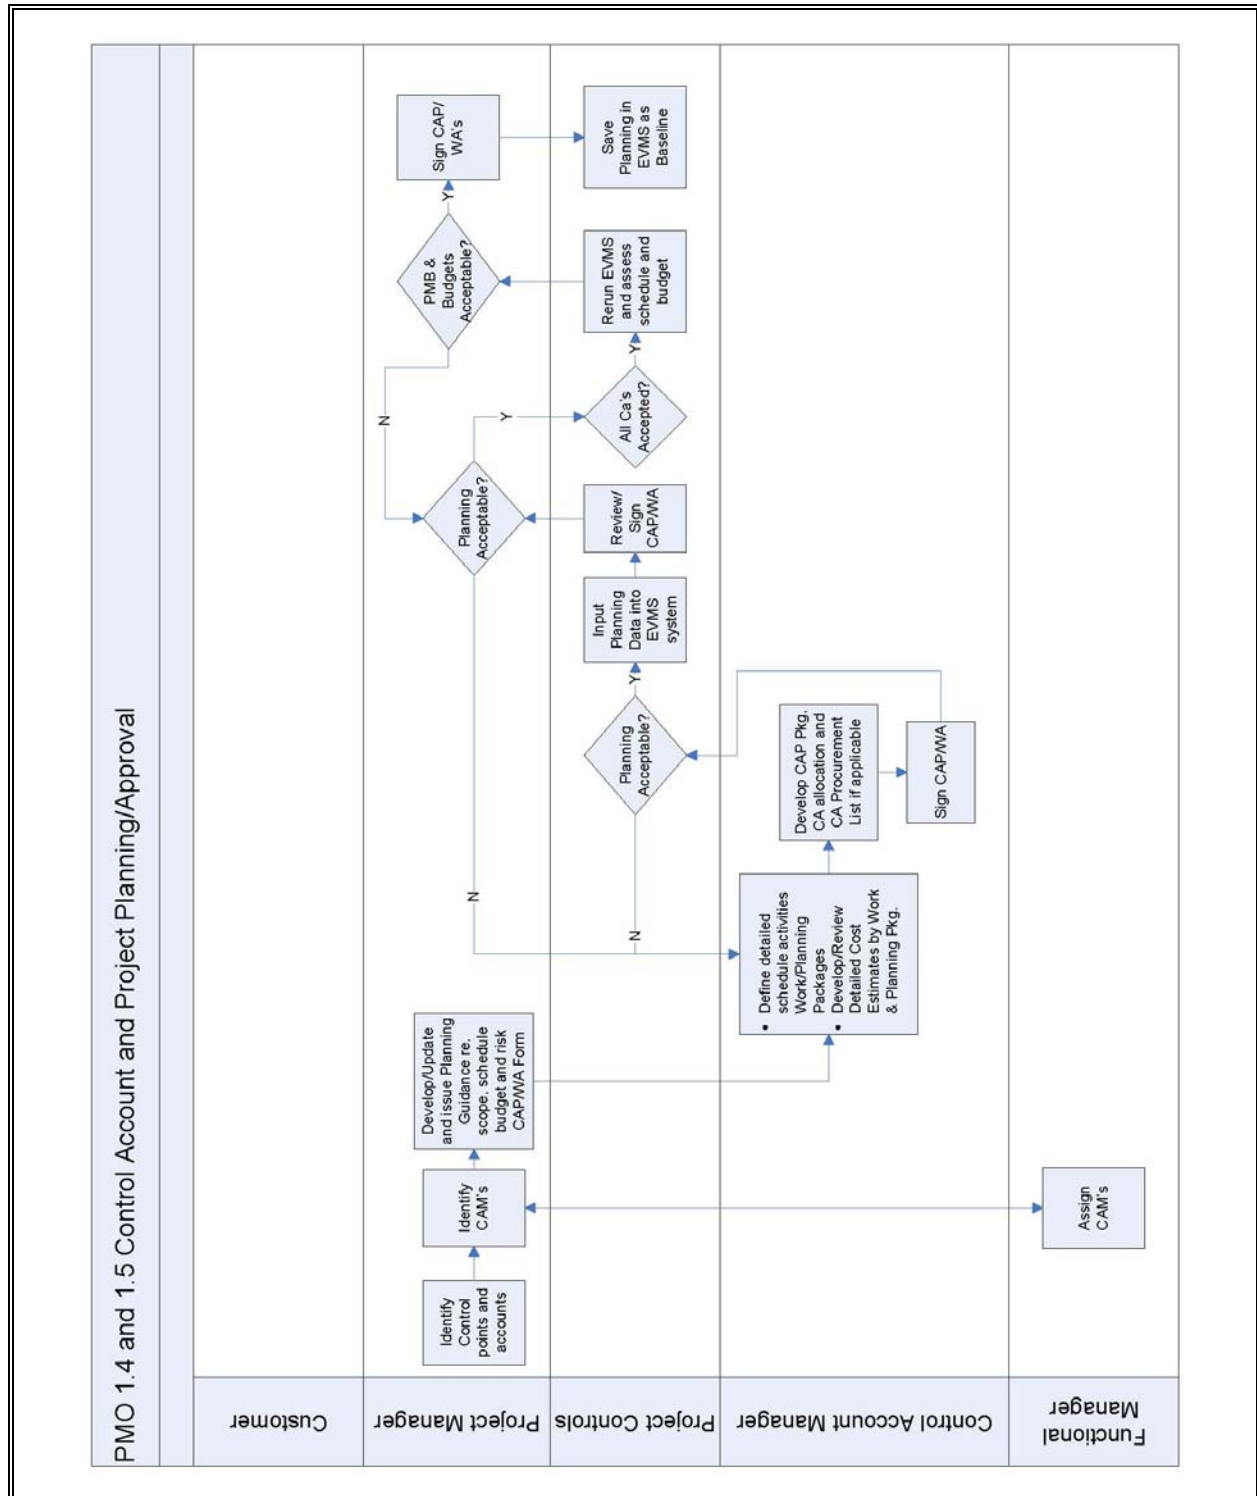 PMO 1.4 and 1.5 Control Account and Project Planning/Approval
Customer
Project Manager
Identify
Control
points and
accounts
Identify
CAM's
Develop/Update
and issue Planning
Guidance re.
scope, schedule
budget and risk
CAP/WA Form
N
Planning
Acceptable?
Y
N
PMB &
Budgets
Acceptable?
Y
Sign CAP/
WA's
Project Controls
N
Planning
Acceptable?
Y
Input
Planning
Data into
EVMS
system
Review/
Sign
CAP/WA
All Ca's
Accepted?
Y
Rerun EVMS
and assess
schedule and
budget
Save
Planning in
EVMS as
Baseline
Control Account Manager
• Define detailed
schedule activities
Work/Planning
Packages
• Develop/Review
Detailed Cost
Estimates by Work
& Planning Pkg.
Develop CAP Pkg,
CA allocation and
CA Procurement
List if applicable
Sign CAP/WA
Functional
Manager
Assign
CAM's